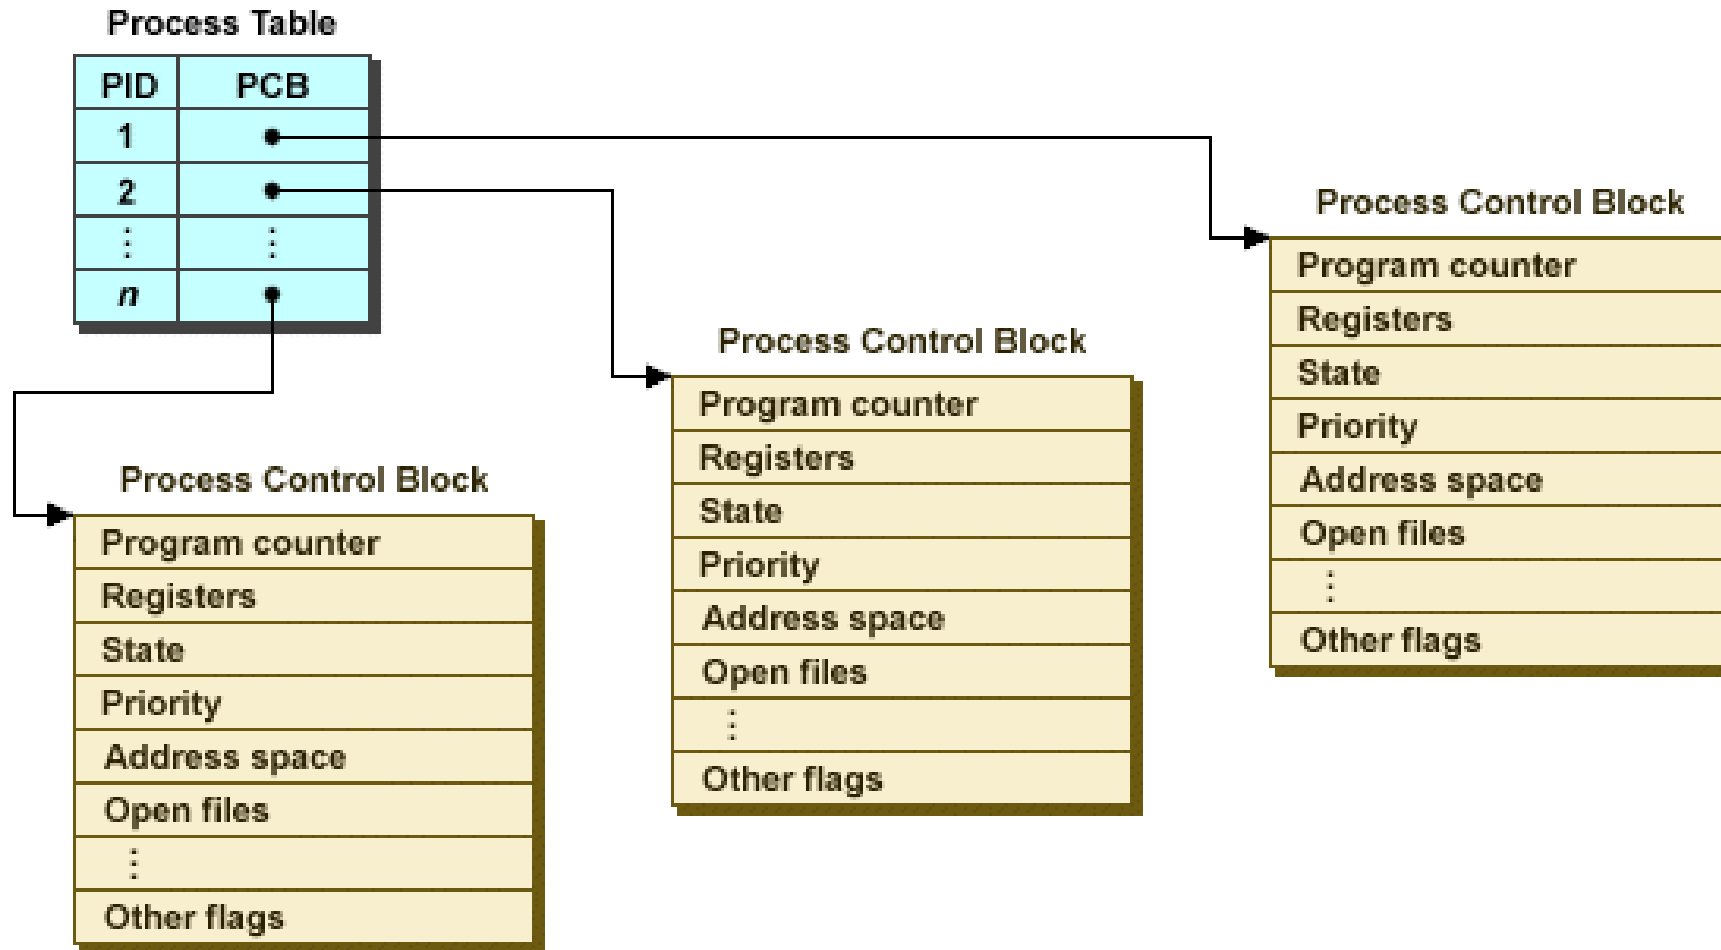 Process Table
PID PCB
1
2
⋮ ⋮
n
Process Control Block
Program counter
Registers
State
Priority
Address space
Open files
⋮
Other flags
Process Control Block
Program counter
Registers
State
Priority
Address space
Open files
⋮
Other flags
Process Control Block
Program counter
Registers
State
Priority
Address space
Open files
⋮
Other flags